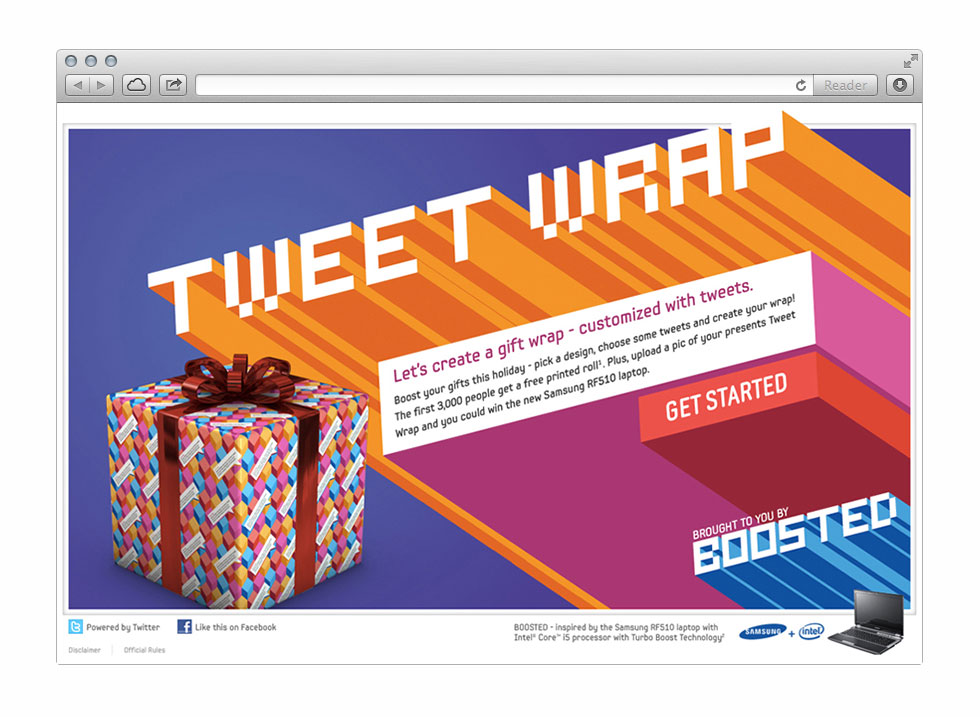 Reader
TWEET WRAP
Let's create a gift wrap - customized with tweets.
Boost your gifts this holiday - pick a design, choose some tweets and create your wrap!
The first 3,000 people get a free printed roll¹. Plus, upload a pic of your presents Tweet
Wrap and you could win the new Samsung RF510 laptop.
GET STARTED
BROUGHT TO YOU BY
BOOSTED
Powered by Twitter
Like this on Facebook
BOOSTED - inspired by the Samsung RF510 laptop with
Intel® Core™ i5 processor with Turbo Boost Technology²
SAMSUNG + intel
Disclaimer | Official Rules